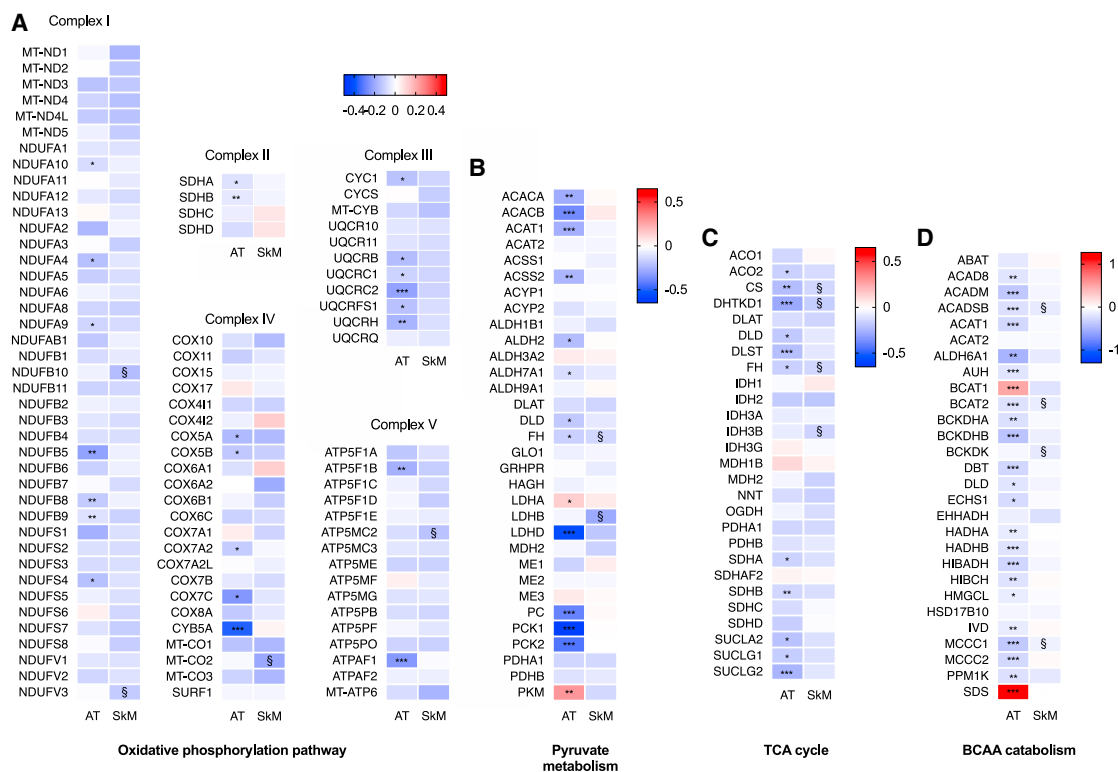 A
Complex I
MT-ND1
MT-ND2
MT-ND3
MT-ND4
MT-ND4L
MT-ND5
NDUFA1
NDUFA10 *
NDUFA11
NDUFA12
NDUFA13
NDUFA2
NDUFA3
NDUFA4 *
NDUFA5
NDUFA6
NDUFA8
NDUFA9 *
NDUFAB1
NDUFB1
NDUFB10 §
NDUFB11
NDUFB2
NDUFB3
NDUFB4
NDUFB5 **
NDUFB6
NDUFB7
NDUFB8 **
NDUFB9 **
NDUFS1
NDUFS2
NDUFS3
NDUFS4 *
NDUFS5
NDUFS6
NDUFS7
NDUFS8
NDUFV1
NDUFV2
NDUFV3 §
AT SkM
-0.4 -0.2 0 0.2 0.4
Complex II
SDHA *
SDHB **
SDHC
SDHD
AT SkM
Complex III
CYC1 *
CYCS
MT-CYB
UQCR10
UQCR11
UQCRB *
UQCRC1 *
UQCRC2 ***
UQCRFS1 *
UQCRH **
UQCRQ
AT SkM
Complex IV
COX10
COX11
COX15
COX17
COX4I1
COX4I2
COX5A *
COX5B *
COX6A1
COX6A2
COX6B1
COX6C
COX7A1
COX7A2 *
COX7A2L
COX7B
COX7C *
COX8A
CYB5A ***
MT-CO1
MT-CO2 §
MT-CO3
SURF1
AT SkM
Complex V
ATP5F1A
ATP5F1B **
ATP5F1C
ATP5F1D
ATP5F1E
ATP5MC2 §
ATP5MC3
ATP5ME
ATP5MF
ATP5MG
ATP5PB
ATP5PF
ATP5PO
ATPAF1 ***
ATPAF2
MT-ATP6
AT SkM
Oxidative phosphorylation pathway
B
ACACA **
ACACB ***
ACAT1 ***
ACAT2
ACSS1
ACSS2 **
ACYP1
ACYP2
ALDH1B1
ALDH2 *
ALDH3A2
ALDH7A1 *
ALDH9A1
DLAT
DLD *
FH * §
GLO1
GRHPR
HAGH
LDHA *
LDHB §
LDHD ***
MDH2
ME1
ME2
ME3
PC ***
PCK1 ***
PCK2 ***
PDHA1
PDHB
PKM **
AT SkM
0.5
0
-0.5
Pyruvate
metabolism
C
ACO1
ACO2 *
CS ** §
DHTKD1 *** §
DLAT
DLD *
DLST ***
FH * §
IDH1
IDH2
IDH3A
IDH3B §
IDH3G
MDH1B
MDH2
NNT
OGDH
PDHA1
PDHB
SDHA *
SDHAF2
SDHB **
SDHC
SDHD
SUCLA2 *
SUCLG1 *
SUCLG2 ***
AT SkM
0.5
0
-0.5
TCA cycle
D
ABAT
ACAD8 **
ACADM ***
ACADSB *** §
ACAT1 ***
ACAT2
ALDH6A1 **
AUH ***
BCAT1 ***
BCAT2 *** §
BCKDHA **
BCKDHB ***
BCKDK §
DBT ***
DLD *
ECHS1 *
EHHADH
HADHA **
HADHB ***
HIBADH ***
HIBCH **
HMGCL *
HSD17B10
IVD **
MCCC1 *** §
MCCC2 ***
PPM1K **
SDS ***
AT SkM
1
0
-1
BCAA catabolism